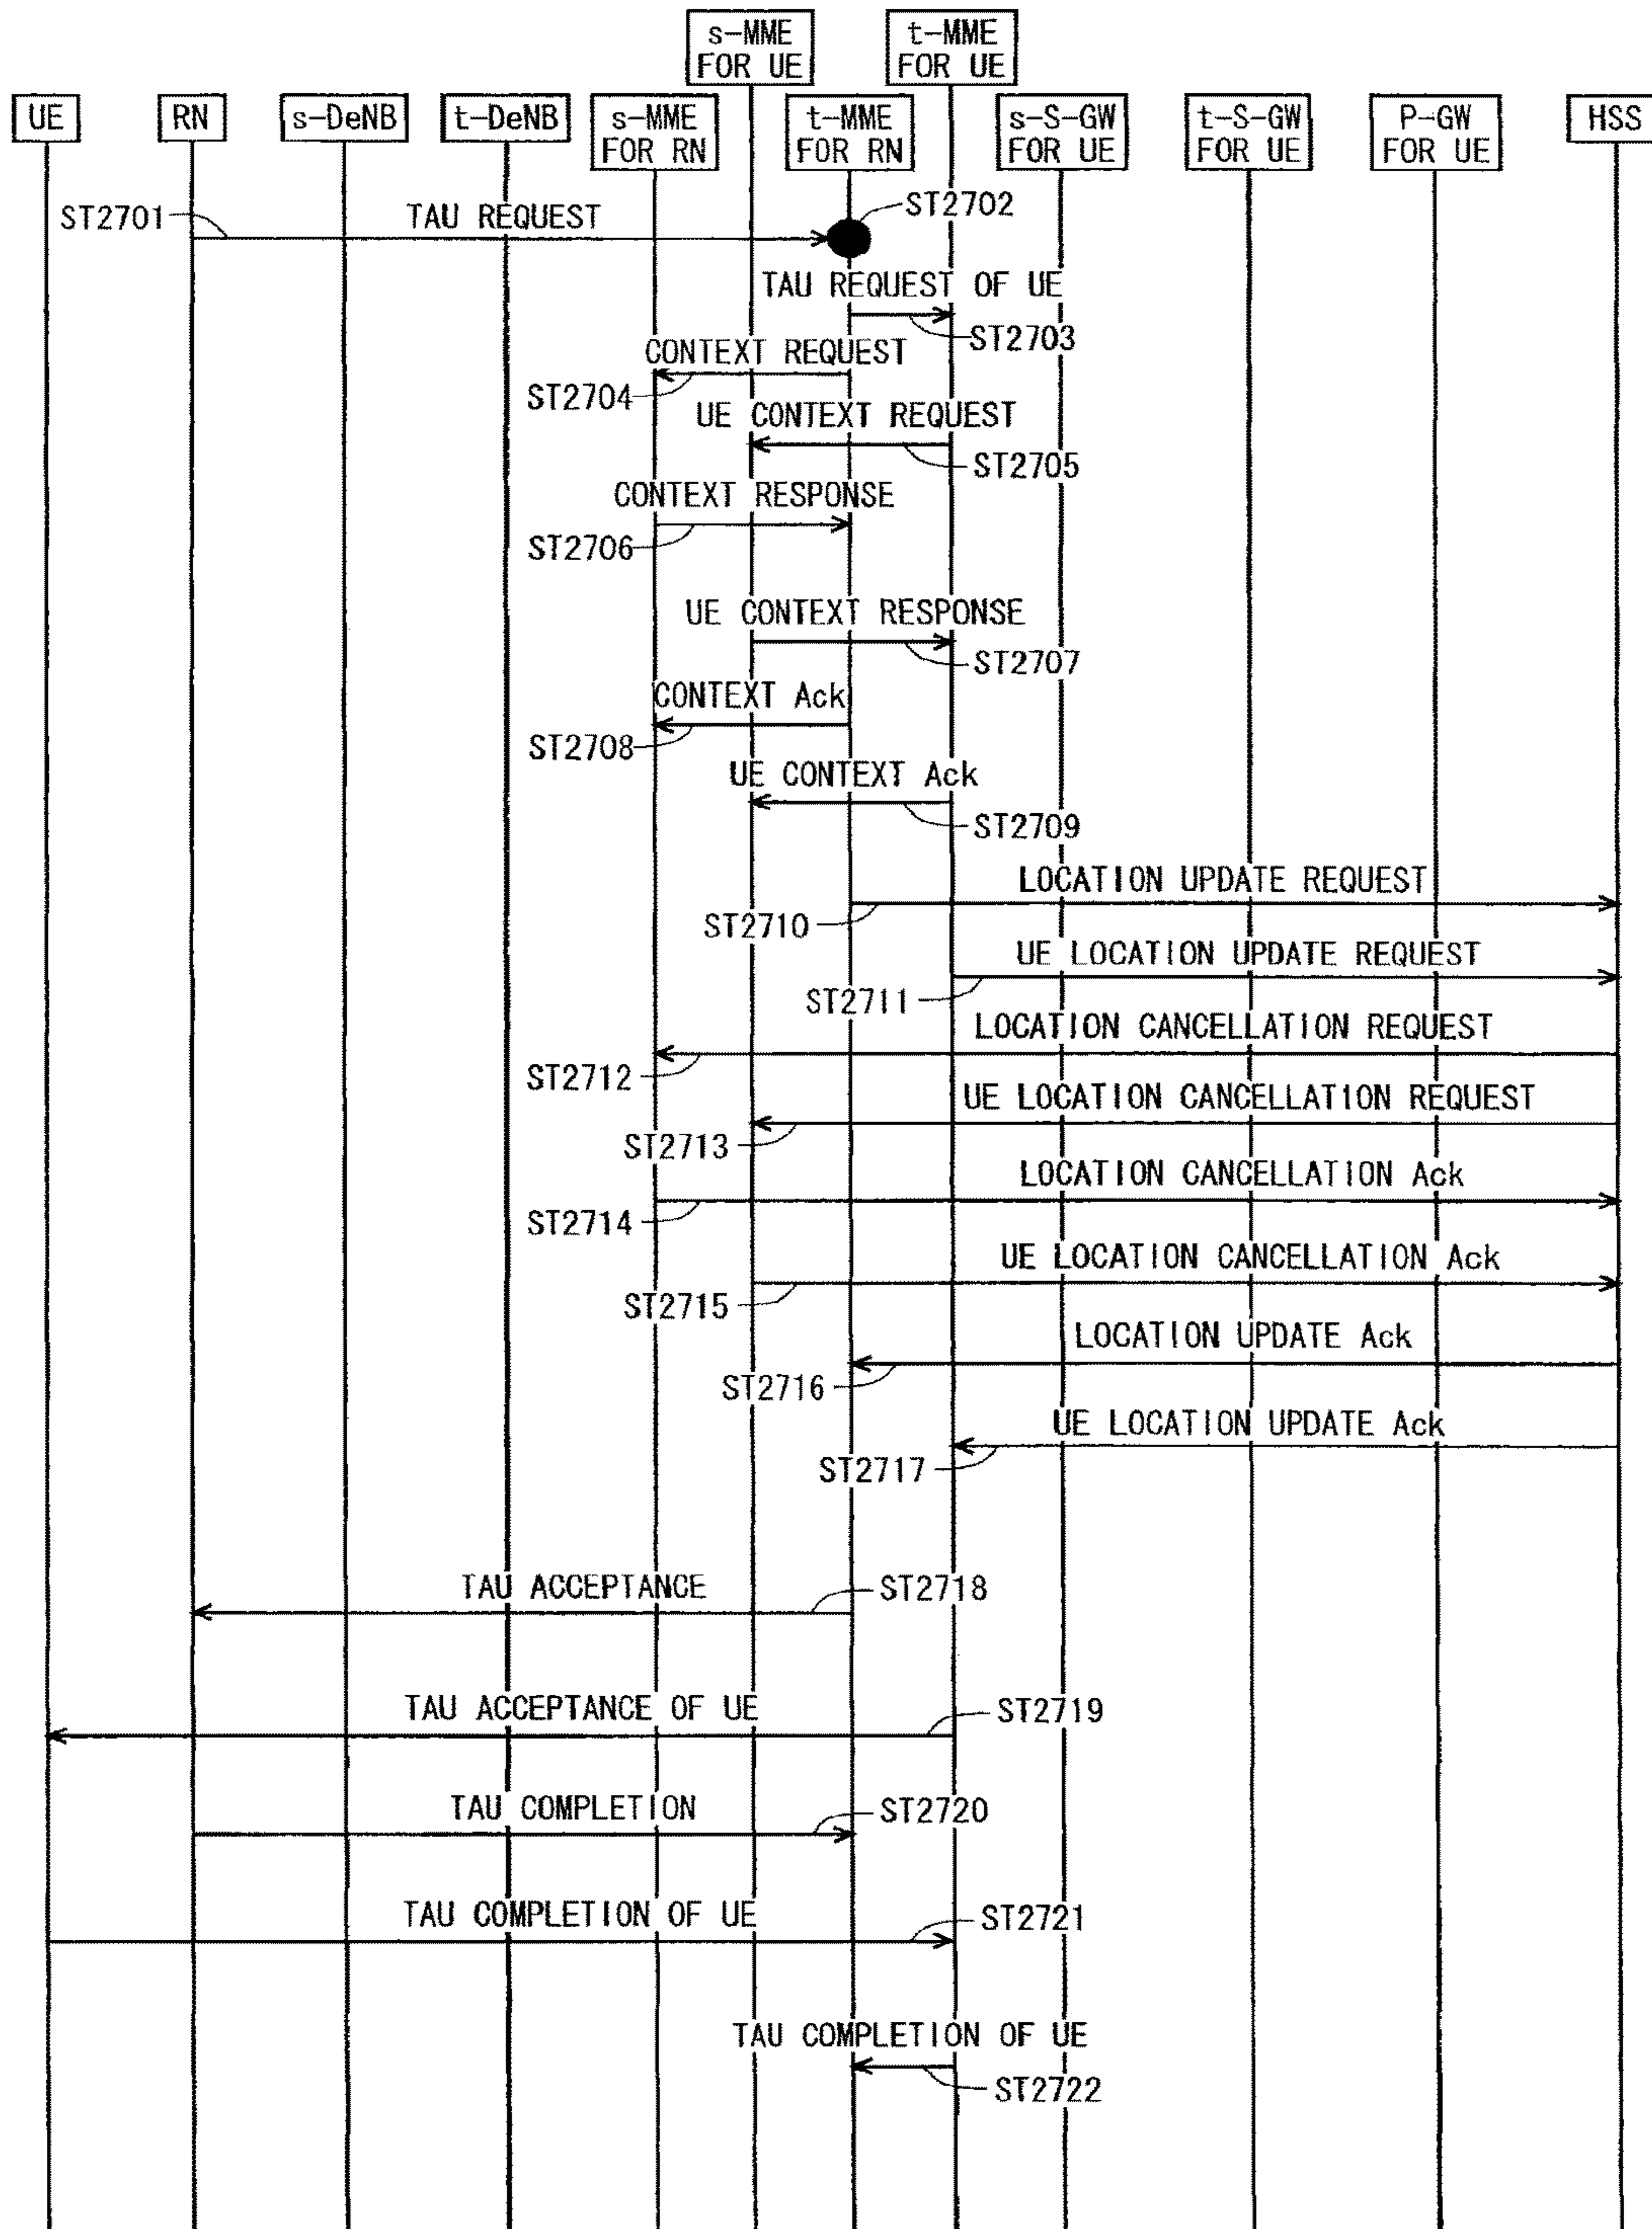 s-MME
FOR UE
t-MME
FOR UE
UE
RN
s-DeNB
t-DeNB
s-MME
FOR RN
t-MME
FOR RN
s-S-GW
FOR UE
t-S-GW
FOR UE
P-GW
FOR UE
HSS
ST2701
TAU REQUEST
ST2702
TAU REQUEST OF UE
ST2703
CONTEXT REQUEST
ST2704
UE CONTEXT REQUEST
ST2705
CONTEXT RESPONSE
ST2706
UE CONTEXT RESPONSE
ST2707
CONTEXT Ack
ST2708
UE CONTEXT Ack
ST2709
LOCATION UPDATE REQUEST
ST2710
UE LOCATION UPDATE REQUEST
ST2711
LOCATION CANCELLATION REQUEST
ST2712
UE LOCATION CANCELLATION REQUEST
ST2713
LOCATION CANCELLATION Ack
ST2714
UE LOCATION CANCELLATION Ack
ST2715
LOCATION UPDATE Ack
ST2716
UE LOCATION UPDATE Ack
ST2717
TAU ACCEPTANCE
ST2718
TAU ACCEPTANCE OF UE
ST2719
TAU COMPLETION
ST2720
TAU COMPLETION OF UE
ST2721
TAU COMPLETION OF UE
ST2722